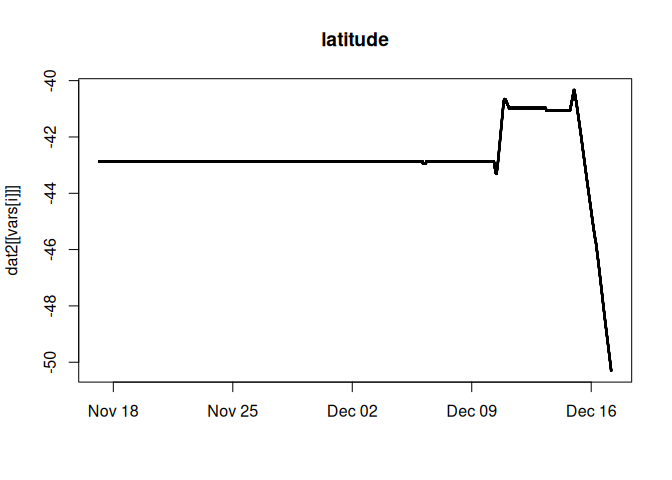 latitude
dat2[[vars[i]]]
-40
-42
-44
-46
-48
-50
Nov 18
Nov 25
Dec 02
Dec 09
Dec 16